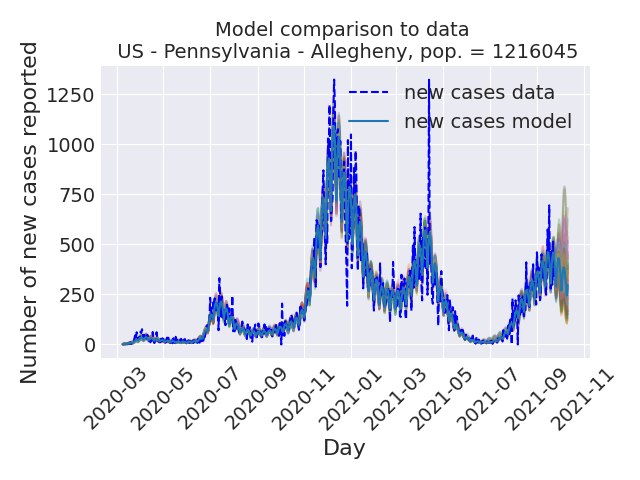 Model comparison to data
US - Pennsylvania - Allegheny, pop. = 1216045
Number of new cases reported
1250
1000
750
500
250
0
new cases data
new cases model
2020-03
2020-05
2020-07
2020-09
2020-11
2021-01
2021-03
2021-05
2021-07
2021-09
2021-11
Day